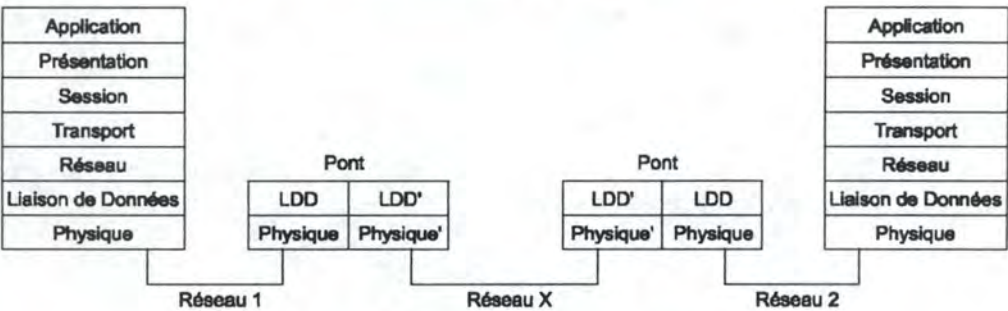 Application
Présentation
Session
Transport
Réseau
Liaison de Données
Physique
Pont
LDD LDD'
Physique Physique'
Pont
LDD' LDD
Physique' Physique
Application
Présentation
Session
Transport
Réseau
Liaison de Données
Physique
Réseau 1
Réseau X
Réseau 2